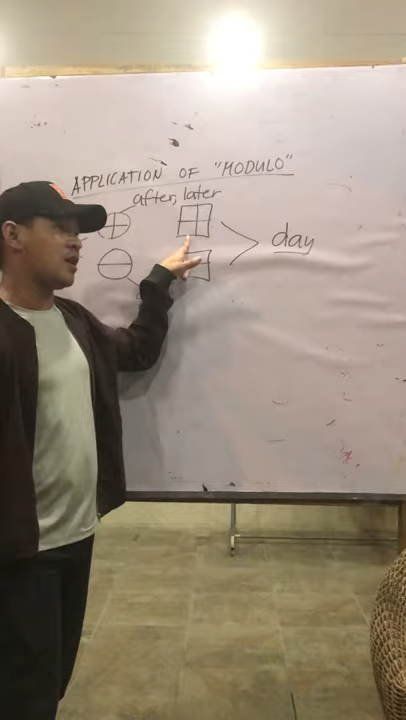 APPLICATION OF "MODULO"
after, later
day